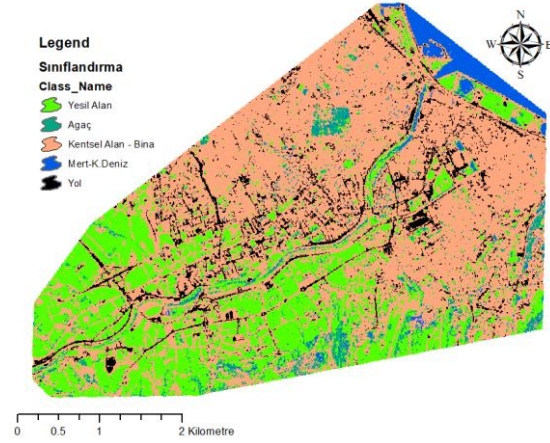 Legend
Sınıflandırma
Class_Name
Yesil Alan
Agaç
Kentsel Alan - Bina
Mert-K.Deniz
Yol
N
W E
S
0 0.5 1 2 Kilometre